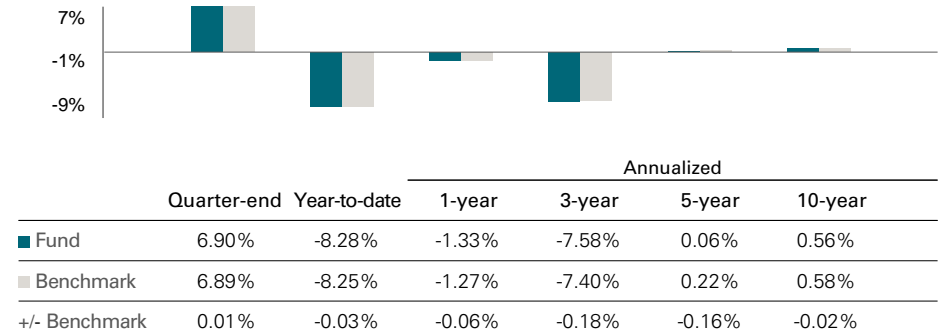 7%
-1%
-9%
Annualized
Quarter-end Year-to-date 1-year 3-year 5-year 10-year
Fund 6.90% -8.28% -1.33% -7.58% 0.06% 0.56%
Benchmark 6.89% -8.25% -1.27% -7.40% 0.22% 0.58%
+/- Benchmark 0.01% -0.03% -0.06% -0.18% -0.16% -0.02%